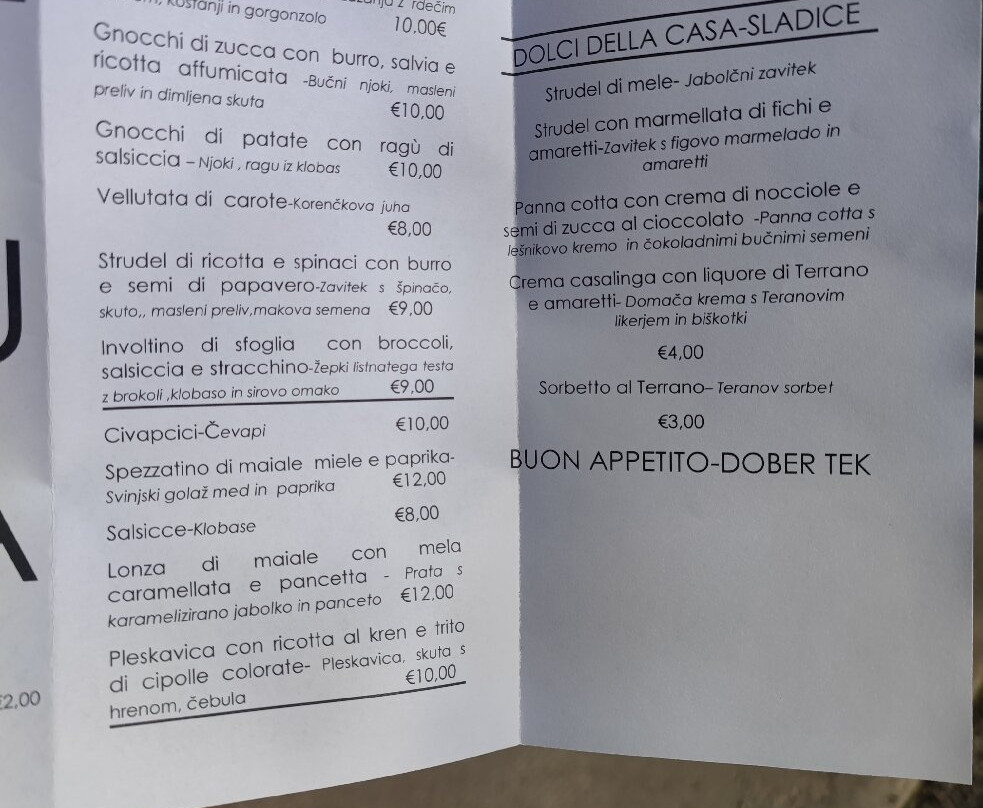 z rdečim
kostanji in gorgonzolo 10.00€
Gnocchi di zucca con burro, salvia e
ricotta affumicata -Bučni njoki, masleni
preliv in dimljena skuta €10,00
Gnocchi di patate con ragù di
salsiccia – Njoki , ragu iz klobas €10,00
Vellutata di carote-Korenčkova juha
€8,00
Strudel di ricotta e spinaci con burro
e semi di papavero-Zavitek s špinačo,
skuto,, masleni preliv,makova semena €9,00
Involtino di sfoglia con broccoli,
salsiccia e stracchino-Žepki listnatega testa
z brokoli ,klobaso in sirovo omako €9,00
Civapcici-Čevapi €10,00
Spezzatino di maiale miele e paprika-
Svinjski golaž med in paprika €12,00
Salsicce-Klobase €8,00
Lonza di maiale con mela
caramellata e pancetta - Prata s
karamelizirano jabolko in panceto €12,00
Pleskavica con ricotta al kren e trito
di cipolle colorate- Pleskavica, skuta s
hrenom, čebula €10,00
€2,00
DOLCI DELLA CASA-SLADICE
Strudel di mele- Jabolčni zavitek
Strudel con marmellata di fichi e
amaretti-Zavitek s figovo marmelado in
amaretti
Panna cotta con crema di nocciole e
semi di zucca al cioccolato -Panna cotta s
lešnikovo kremo in čokoladnimi bučnimi semeni
Crema casalinga con liquore di Terrano
e amaretti- Domača krema s Teranovim
likerjem in biškotki
€4,00
Sorbetto al Terrano– Teranov sorbet
€3,00
BUON APPETITO-DOBER TEK